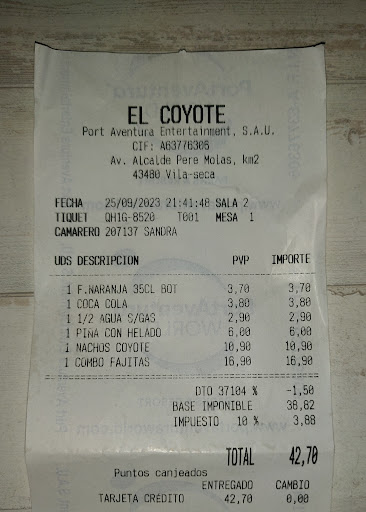 EL COYOTE
Port Aventura Entertainment, S.A.U.
CIF: A63776306
Av. Alcalde Pere Molas, km2
43480 Vila-seca
FECHA 25/09/2023 21:41:48 SALA 2
TIQUET QH1G-8520 T001 MESA 1
CAMARERO 207137 SANDRA
UDS DESCRIPCION PVP IMPORTE
1 F.NARANJA 35CL BOT 3,70 3,70
1 COCA COLA 3,80 3,80
1 1/2 AGUA S/GAS 2,90 2,90
1 PIÑA CON HELADO 6,00 6,00
1 NACHOS COYOTE 10,90 10,90
1 COMBO FAJITAS 16,90 16,90
DTO 37104 % -1,50
BASE IMPONIBLE 38,82
IMPUESTO 10 % 3,88
TOTAL 42,70
Puntos canjeados
ENTREGADO CAMBIO
TARJETA CRÉDITO 42,70 0,00